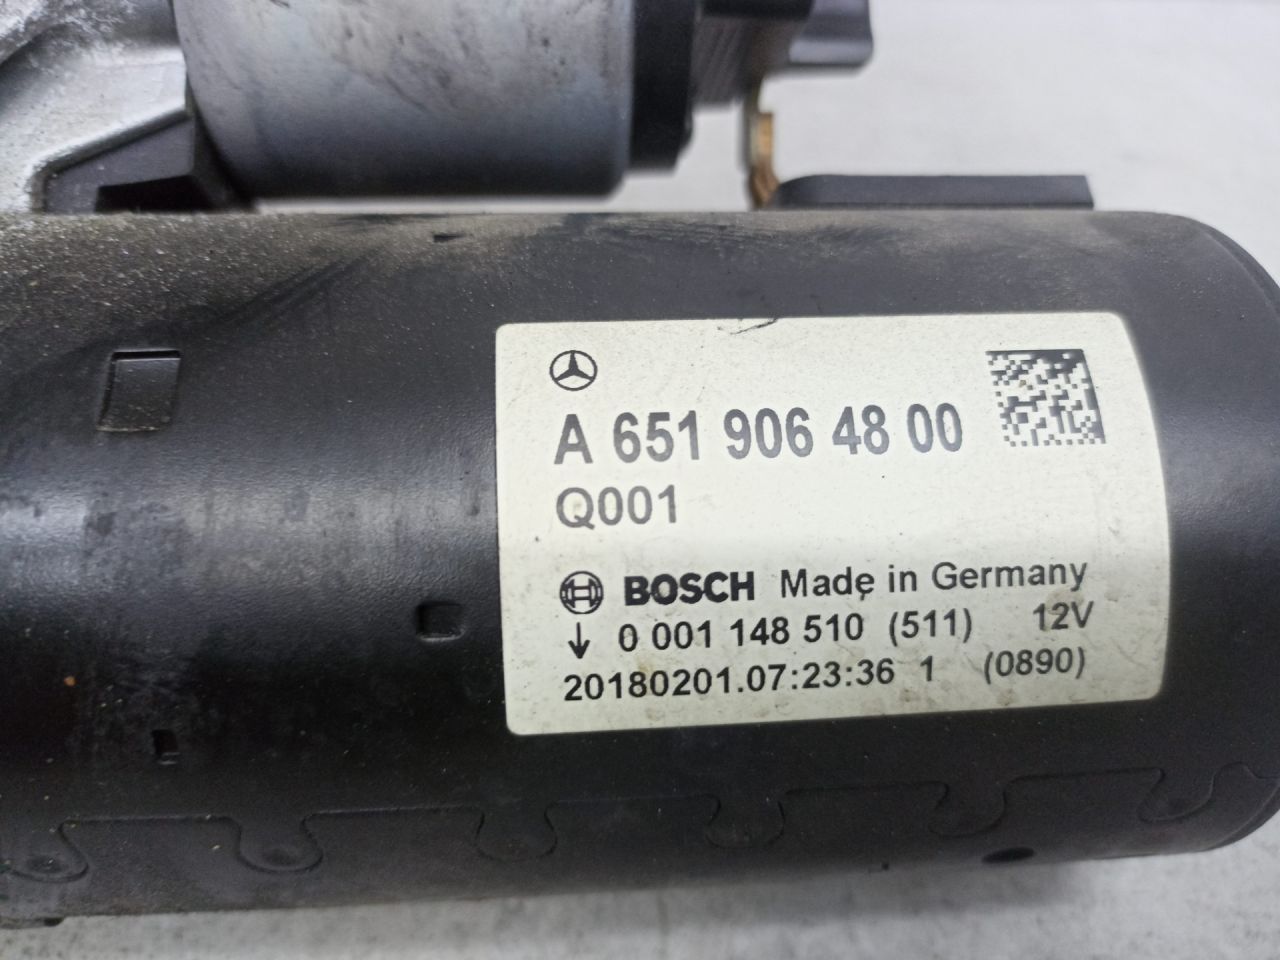 A 651 906 48 00
Q001
BOSCH Made in Germany
↓ 0 001 148 510 (511) 12V
20180201.07:23:36 1 (0890)